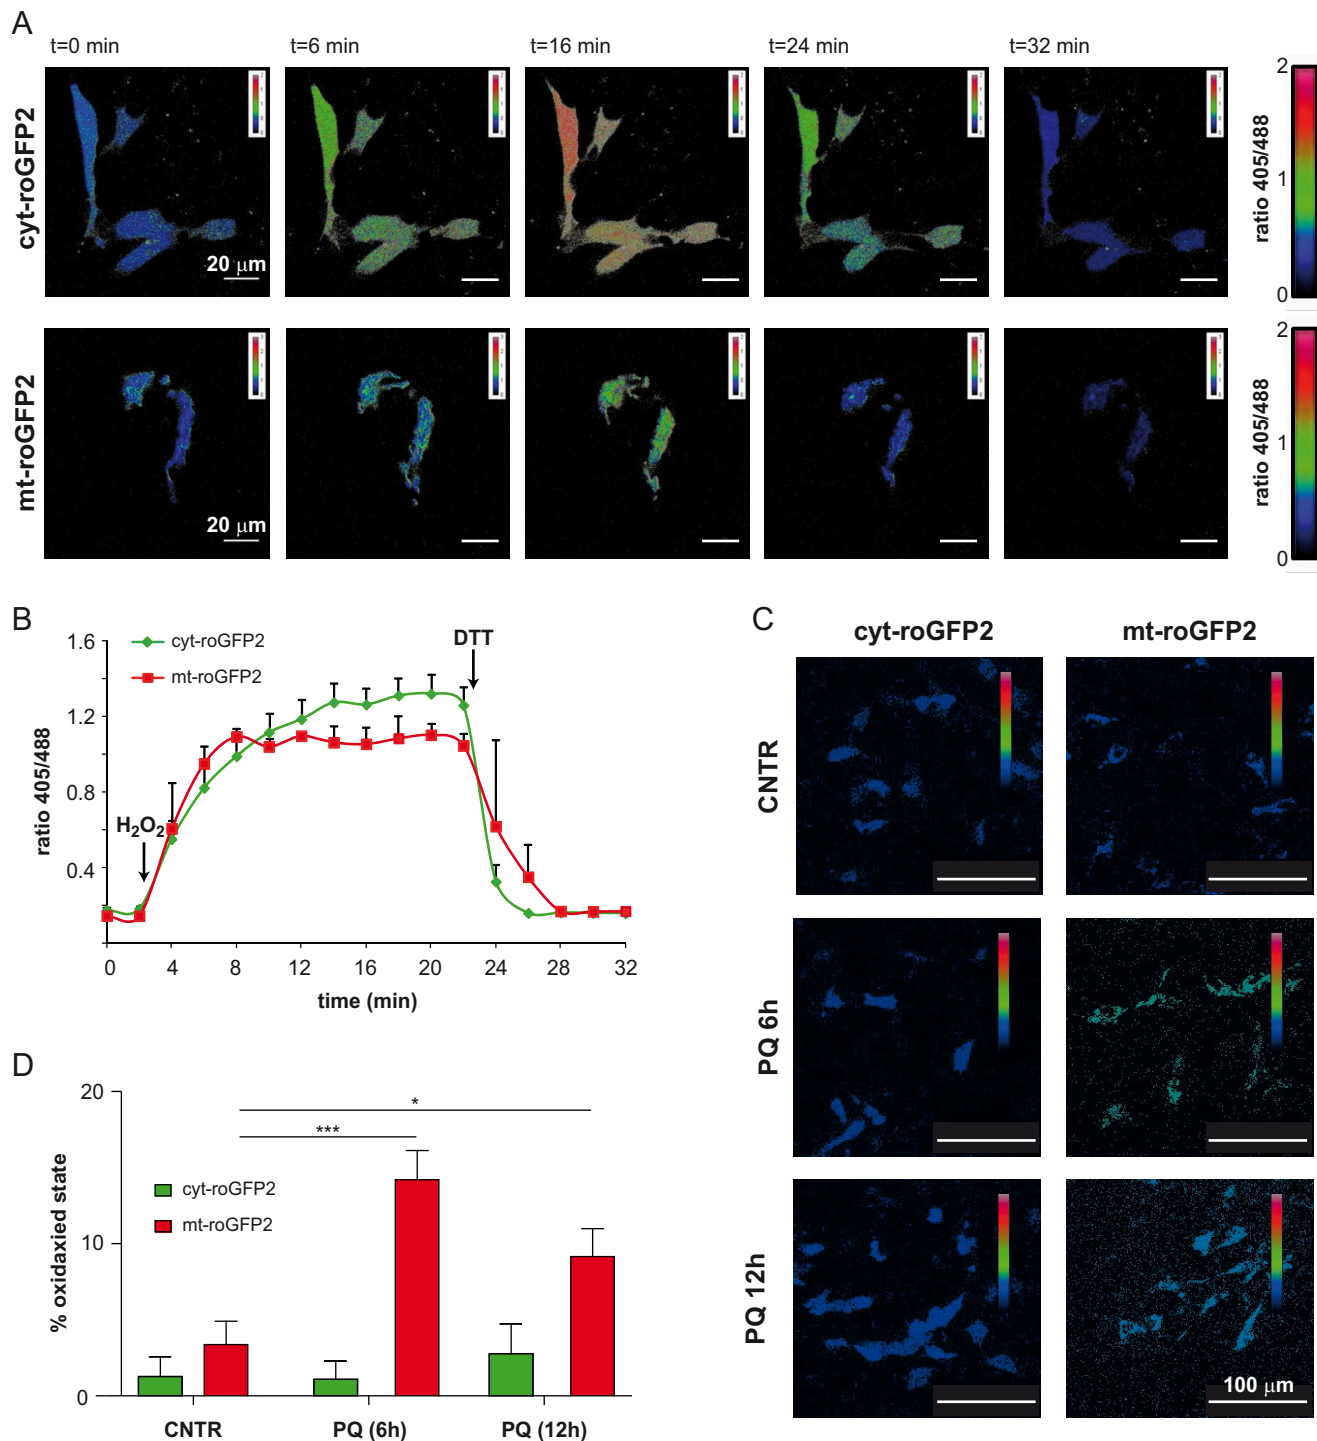 A
t=0 min
t=6 min
t=16 min
t=24 min
t=32 min
cyt-roGFP2
20 μm
2
1
0
ratio 405/488
mt-roGFP2
20 μm
2
1
0
ratio 405/488
B
cyt-roGFP2
mt-roGFP2
DTT
H₂O₂
ratio 405/488
1.6
1.2
0.8
0.4
0 4 8 12 16 20 24 28 32
time (min)
C
cyt-roGFP2 mt-roGFP2
CNTR
PQ 6h
PQ 12h
100 μm
D
% oxidaxied state
20
10
0
*
***
cyt-roGFP2
mt-roGFP2
CNTR PQ (6h) PQ (12h)